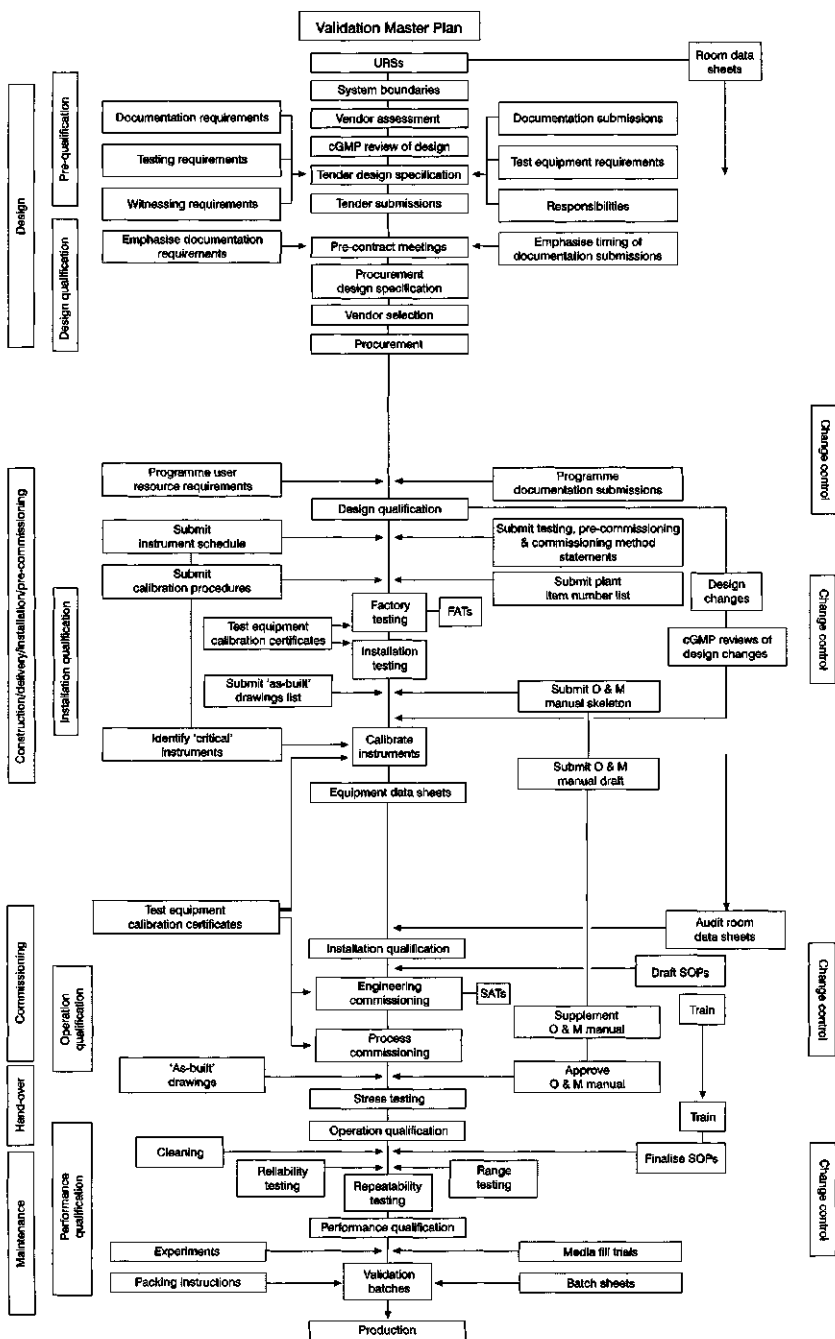 Validation Master Plan
URSs
Room data
sheets
System boundaries
Documentation requirements
Vendor assessment
Documentation submissions
cGMP review of design
Testing requirements
Test equipment requirements
Tender design specification
Witnessing requirements
Tender submissions
Responsibilities
Emphasise documentation
requirements
Pre-contract meetings
Emphasise timing of
documentation submissions
Procurement
design specification
Vendor selection
Procurement
Design
Pre-qualification
Design qualification
Change control
Programme user
resource requirements
Programme
documentation submissions
Design qualification
Submit
instrument schedule
Submit testing, pre-commissioning
& commissioning method
statements
Submit
calibration procedures
Submit plant
item number list
Design
changes
Factory
testing
FATs
Test equipment
calibration certificates
Installation
testing
cGMP reviews of
design changes
Submit 'as-built'
drawings list
Submit O & M
manual skeleton
Identify 'critical'
instruments
Calibrate
instruments
Submit O & M
manual draft
Equipment data sheets
Construction/delivery/installation/pre-commissioning
Installation qualification
Change control
Test equipment
calibration certificates
Audit room
data sheets
Installation qualification
Draft SOPs
Engineering
commissioning
SATs
Supplement
O & M manual
Train
Process
commissioning
'As-built'
drawings
Approve
O & M manual
Stress testing
Train
Operation qualification
Cleaning
Finalise SOPs
Reliability
testing
Range
testing
Repeatability
testing
Performance qualification
Experiments
Media fill trials
Packing instructions
Validation
batches
Batch sheets
Production
Commissioning
Operation
qualification
Change control
Hand-over
Maintenance
Performance
qualification
Change control